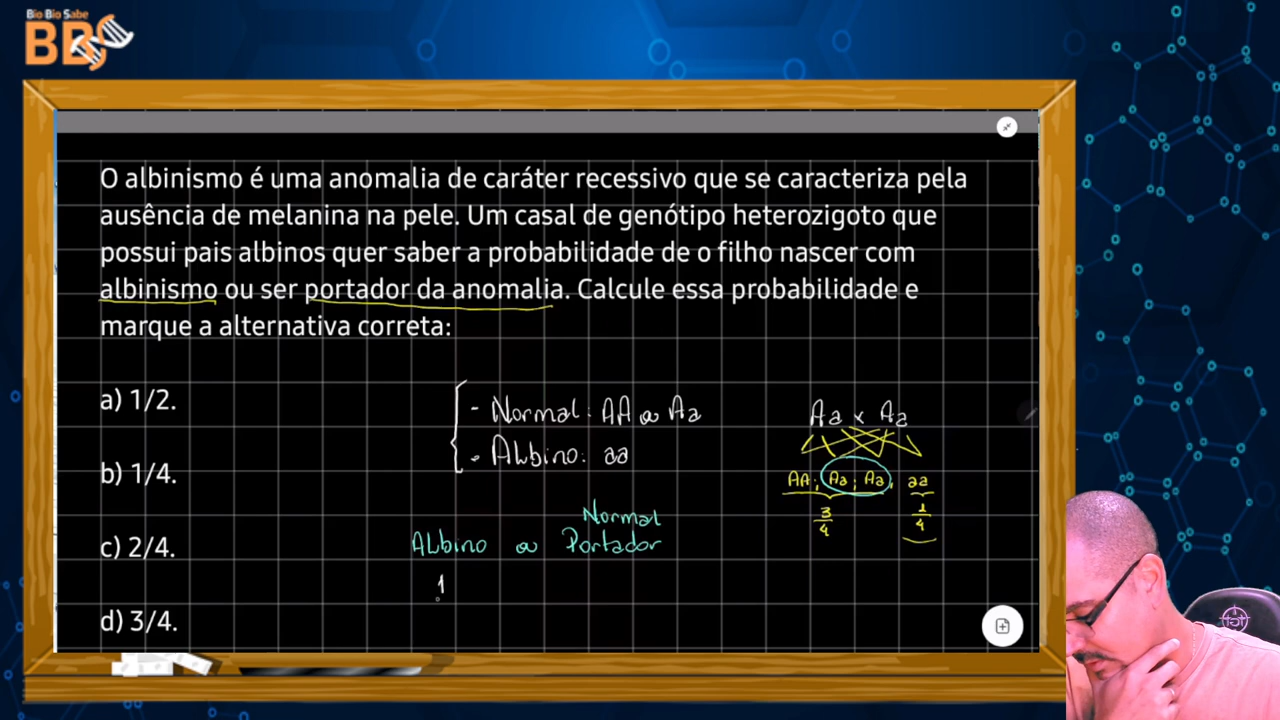 Bio Bio Sabe
BBS
O albinismo é uma anomalia de caráter recessivo que se caracteriza pela
ausência de melanina na pele. Um casal de genótipo heterozigoto que
possui pais albinos quer saber a probabilidade de o filho nascer com
albinismo ou ser portador da anomalia. Calcule essa probabilidade e
marque a alternativa correta:
a) 1/2.
b) 1/4.
c) 2/4.
d) 3/4.
- Normal: AA ou Aa
- Albino: aa
Normal
Albino ou Portador
1
Aa x Aa
AA; Aa; Aa, aa
3/4 1/4